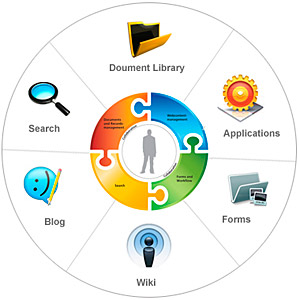 Doument Library
Search
Applications
Documents
and Records
management
Webcontent
management
Search
Forms and
Workflow
Blog
Forms
Wiki